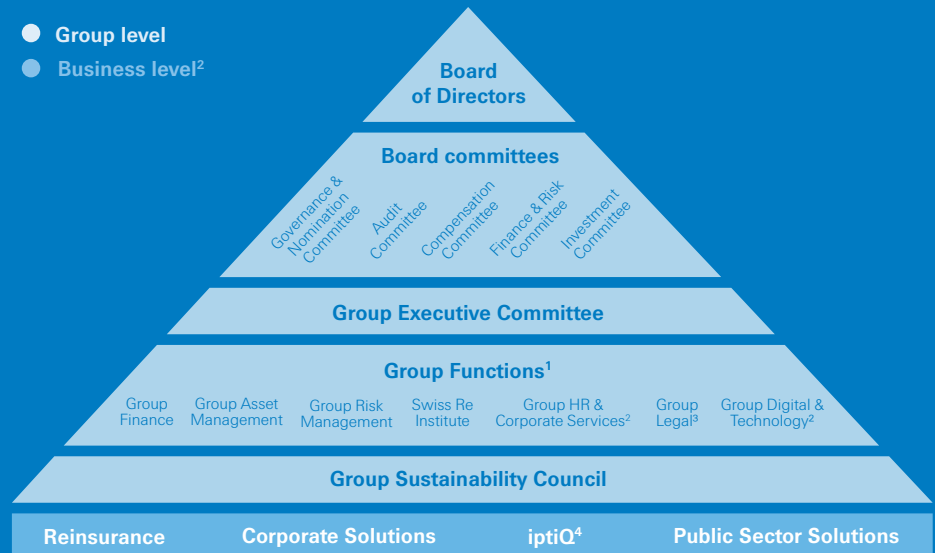 Group level
Business level²
Board
of Directors
Board committees
Governance &
Nomination
Committee
Audit
Committee
Compensation
Committee
Finance & Risk
Committee
Investment
Committee
Group Executive Committee
Group Functions¹
Group
Finance
Group Asset
Management
Group Risk
Management
Swiss Re
Institute
Group HR &
Corporate Services²
Group
Legal³
Group Digital &
Technology²
Group Sustainability Council
Reinsurance
Corporate Solutions
iptiQ⁴
Public Sector Solutions